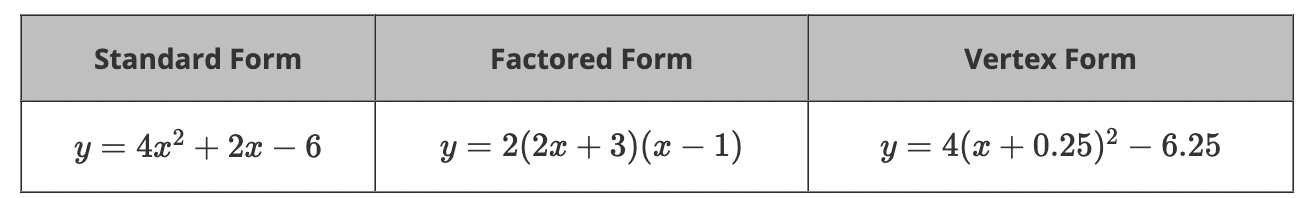 Standard Form Factored Form Vertex Form
y = 4x² + 2x − 6 y = 2(2x + 3)(x − 1) y = 4(x + 0.25)² − 6.25